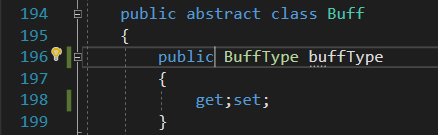 194 public abstract class Buff
195 {
196 public BuffType buffType
197 {
198 get;set;
199 }